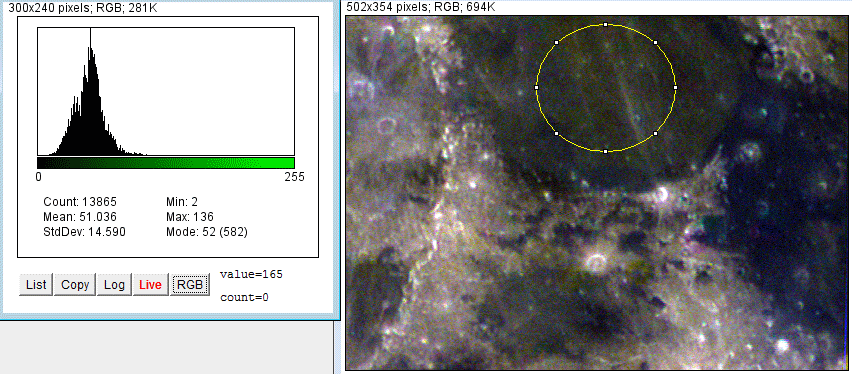 300x240 pixels; RGB; 281K
0 255
Count: 13865 Min: 2
Mean: 51.036 Max: 136
StdDev: 14.590 Mode: 52 (582)
List Copy Log Live RGB value=165
count=0
502x354 pixels; RGB; 694K